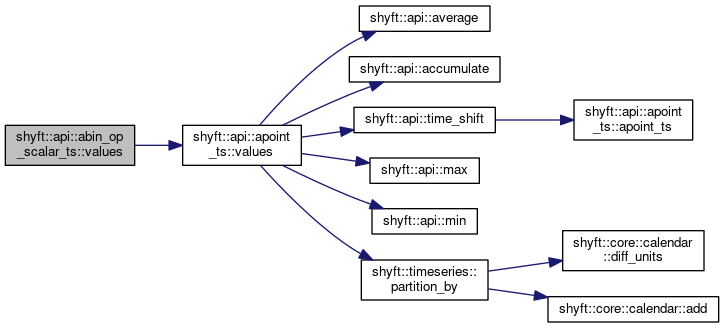 shyft::api::abin_op
_scalar_ts::values
shyft::api::apoint
_ts::values
shyft::api::average
shyft::api::accumulate
shyft::api::time_shift
shyft::api::apoint
_ts::apoint_ts
shyft::api::max
shyft::api::min
shyft::timeseries::
partition_by
shyft::core::calendar
::diff_units
shyft::core::calendar::add